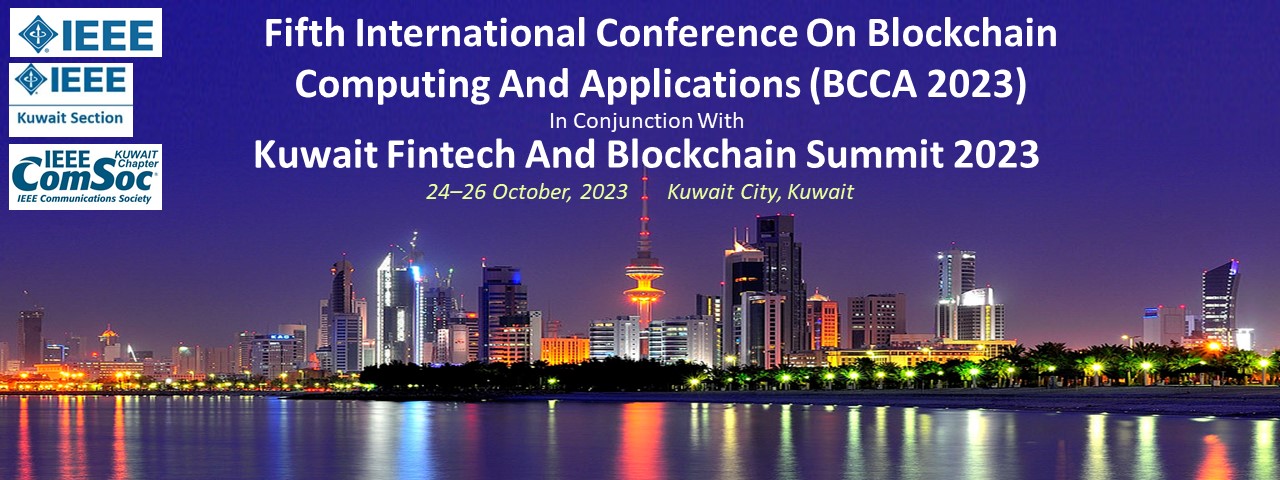 IEEE
IEEE
Kuwait Section
IEEE KUWAIT
Chapter
ComSoc®
IEEE Communications Society
Fifth International Conference On Blockchain
Computing And Applications (BCCA 2023)
In Conjunction With
Kuwait Fintech And Blockchain Summit 2023
24–26 October, 2023 Kuwait City, Kuwait